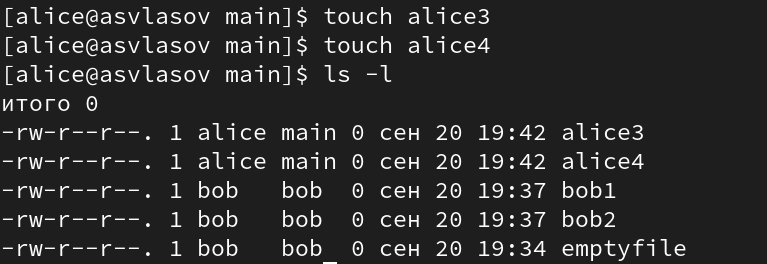 [alice@asvlasov main]$ touch alice3
[alice@asvlasov main]$ touch alice4
[alice@asvlasov main]$ ls -l
итого 0
-rw-r--r--. 1 alice main 0 сен 20 19:42 alice3
-rw-r--r--. 1 alice main 0 сен 20 19:42 alice4
-rw-r--r--. 1 bob   bob  0 сен 20 19:37 bob1
-rw-r--r--. 1 bob   bob  0 сен 20 19:37 bob2
-rw-r--r--. 1 bob   bob  0 сен 20 19:34 emptyfile